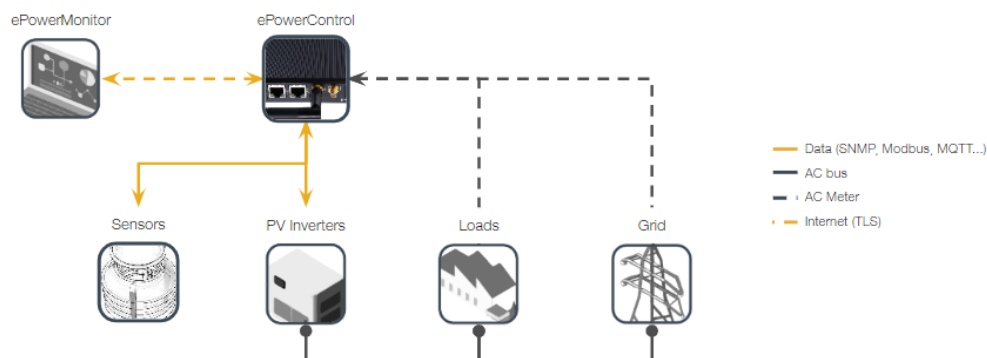 ePowerMonitor
ePowerControl
Data (SNMP, Modbus, MQTT...)
AC bus
AC Meter
Internet (TLS)
Sensors
PV Inverters
Loads
Grid